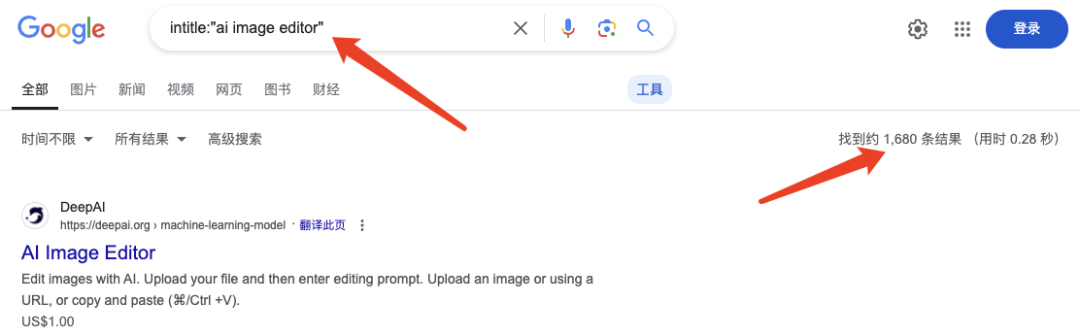 Google
intitle:"ai image editor"
登录
全部 图片 新闻 视频 网页 图书 财经 工具
时间不限 所有结果 高级搜索 找到约 1,680 条结果 （用时 0.28 秒）
DeepAI
https://deepai.org › machine-learning-model · 翻译此页
AI Image Editor
Edit images with AI. Upload your file and then enter editing prompt. Upload an image or using a
URL, or copy and paste (⌘/Ctrl +V).
US$1.00